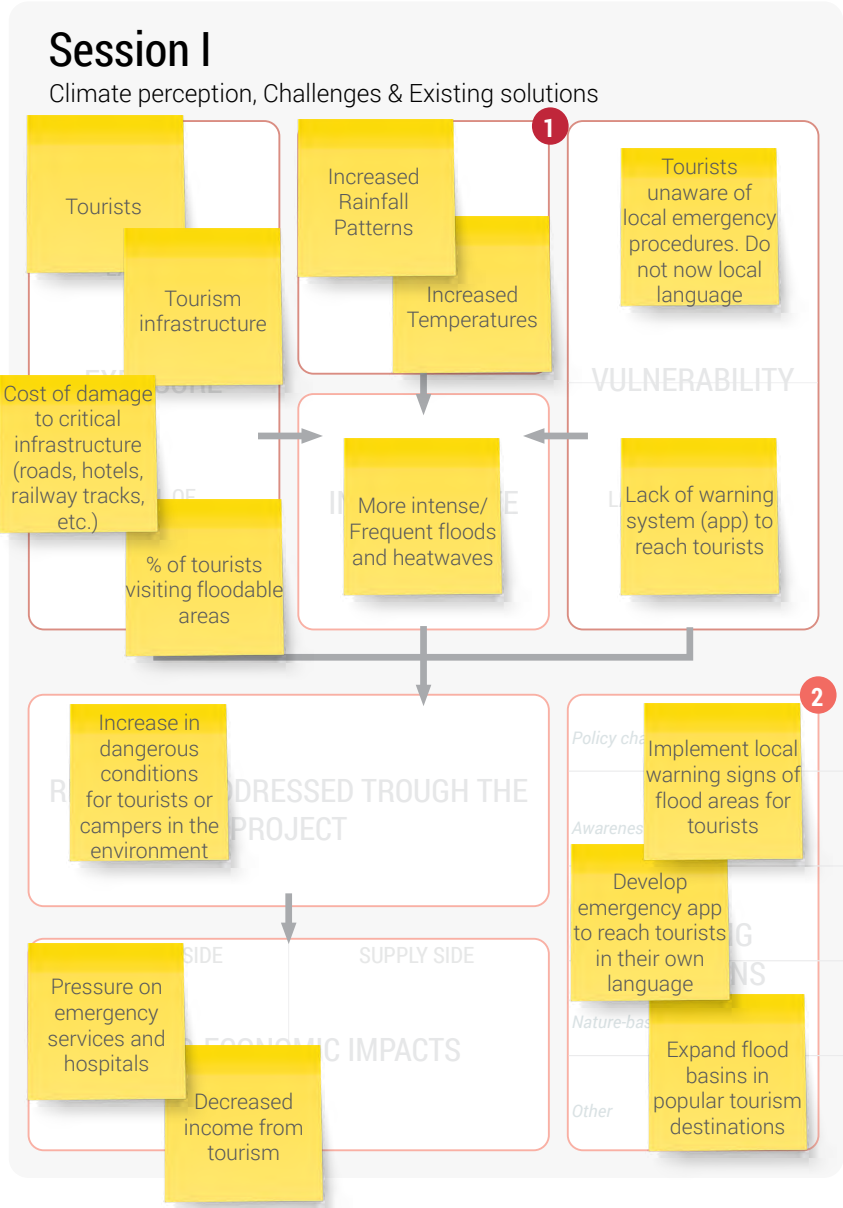 Session I
Climate perception, Challenges & Existing solutions
1
Tourists
Tourism
infrastructure
Cost of damage
to critical
infrastructure
(roads, hotels,
railway tracks,
etc.)
% of tourists
visiting floodable
areas
Increased
Rainfall
Patterns
Increased
Temperatures
More intense/
Frequent floods
and heatwaves
Tourists
unaware of
local emergency
procedures. Do
not now local
language
VULNERABILITY
Lack of warning
system (app) to
reach tourists
Increase in
dangerous
conditions
for tourists or
campers in the
environment
DDRESSED TROUGH THE
PROJECT
2
Policy cha
Implement local
warning signs of
flood areas for
tourists
Awarenes
Develop
emergency app
to reach tourists
in their own
language
Nature-bas
Expand flood
basins in
popular tourism
destinations
Other
SIDE
SUPPLY SIDE
Pressure on
emergency
services and
hospitals
ECONOMIC IMPACTS
Decreased
income from
tourism